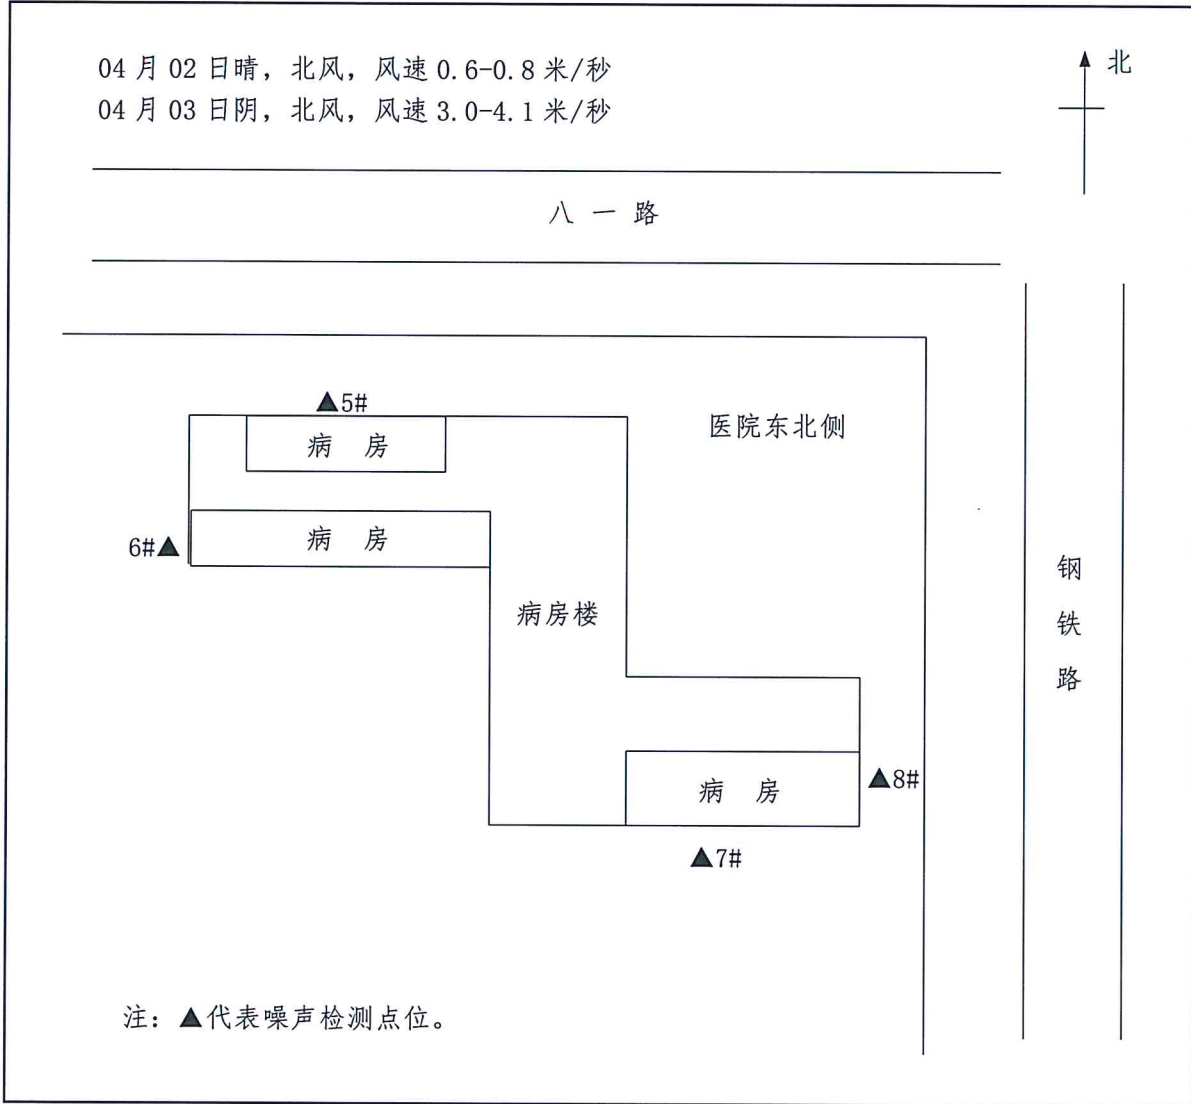 04 月 02 日晴，北风，风速 0.6-0.8 米/秒
04 月 03 日阴，北风，风速 3.0-4.1 米/秒
北
八 一 路
▲5#
医院东北侧
病 房
6#▲
病 房
病房楼
钢铁路
病 房
▲8#
▲7#
注：▲代表噪声检测点位。